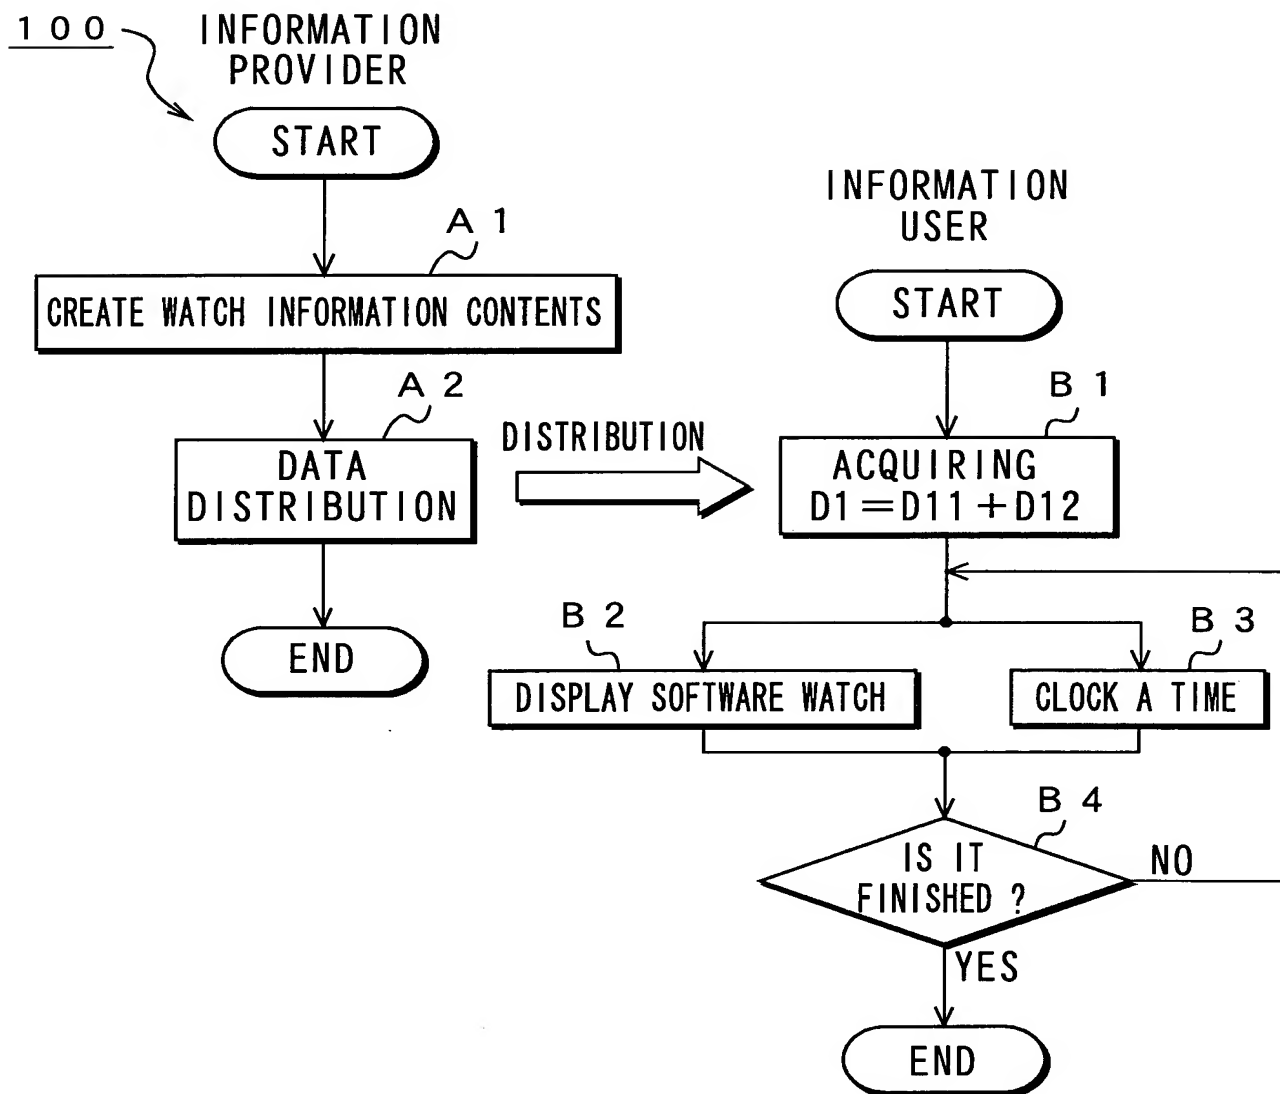 100
INFORMATION
PROVIDER
START
A1
CREATE WATCH INFORMATION CONTENTS
A2
DATA
DISTRIBUTION
END
DISTRIBUTION
INFORMATION
USER
START
B1
ACQUIRING
D1=D11+D12
B2
DISPLAY SOFTWARE WATCH
B3
CLOCK A TIME
B4
IS IT
FINISHED?
NO
YES
END